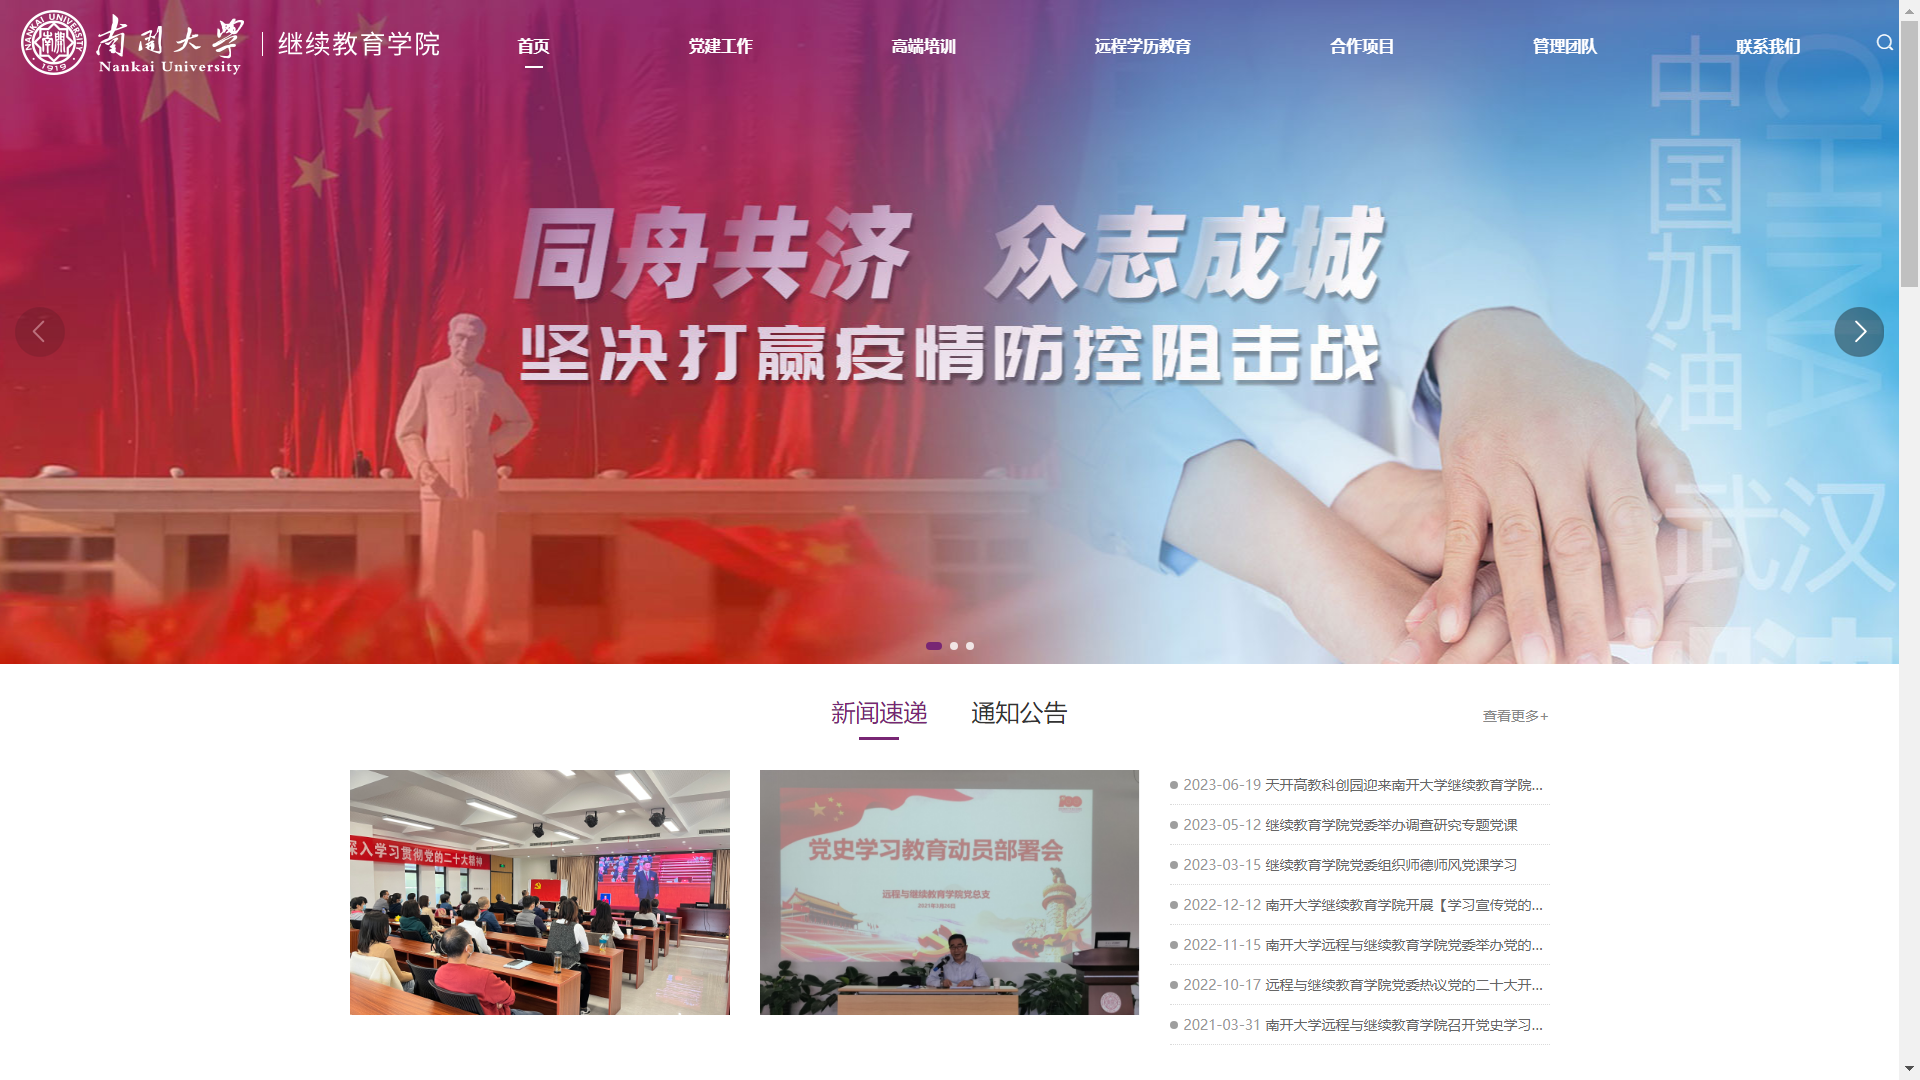 南开大学
Nankai University
NANKAI UNIVERSITY
1919
继续教育学院
首页
党建工作
高端培训
远程学历教育
合作项目
管理团队
联系我们
同舟共济 众志成城
坚决打赢疫情防控阻击战
中国加油
CHINA
武汉
新闻速递
通知公告
查看更多+
深入学习贯彻党的二十大精神
党史学习教育动员部署会
远程与继续教育学院党总支
2023-06-19 天开高教科创园迎来南开大学继续教育学院...
2023-05-12 继续教育学院党委举办调查研究专题党课
2023-03-15 继续教育学院党委组织师德师风党课学习
2022-12-12 南开大学继续教育学院开展【学习宣传党的...
2022-11-15 南开大学远程与继续教育学院党委举办党的...
2022-10-17 远程与继续教育学院党委热议党的二十大开...
2021-03-31 南开大学远程与继续教育学院召开党史学习...